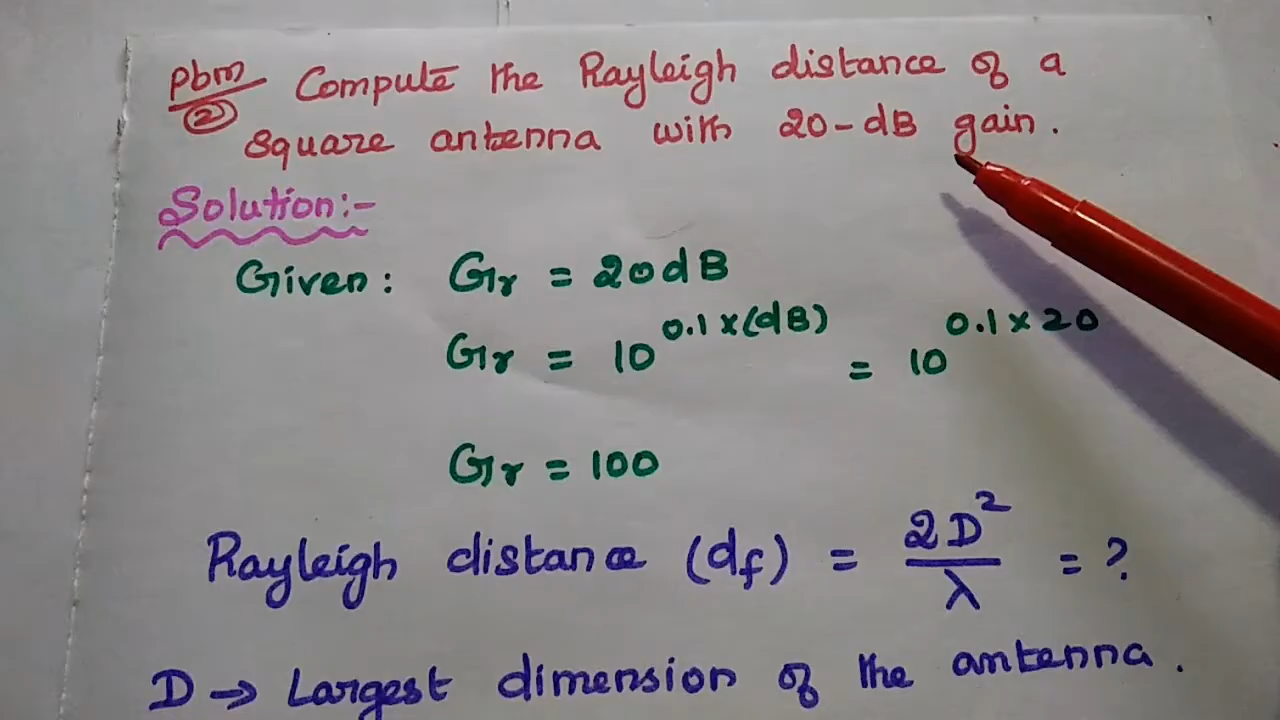 Pbm Compute the Rayleigh distance of a
② square antenna with 20-dB gain.
Solution:-
Given: Gr = 20dB
Gr = 10^0.1×(dB) = 10^0.1×20
Gr = 100
Rayleigh distance (df) = 2D²/λ = ?
D → Largest dimension of the antenna.